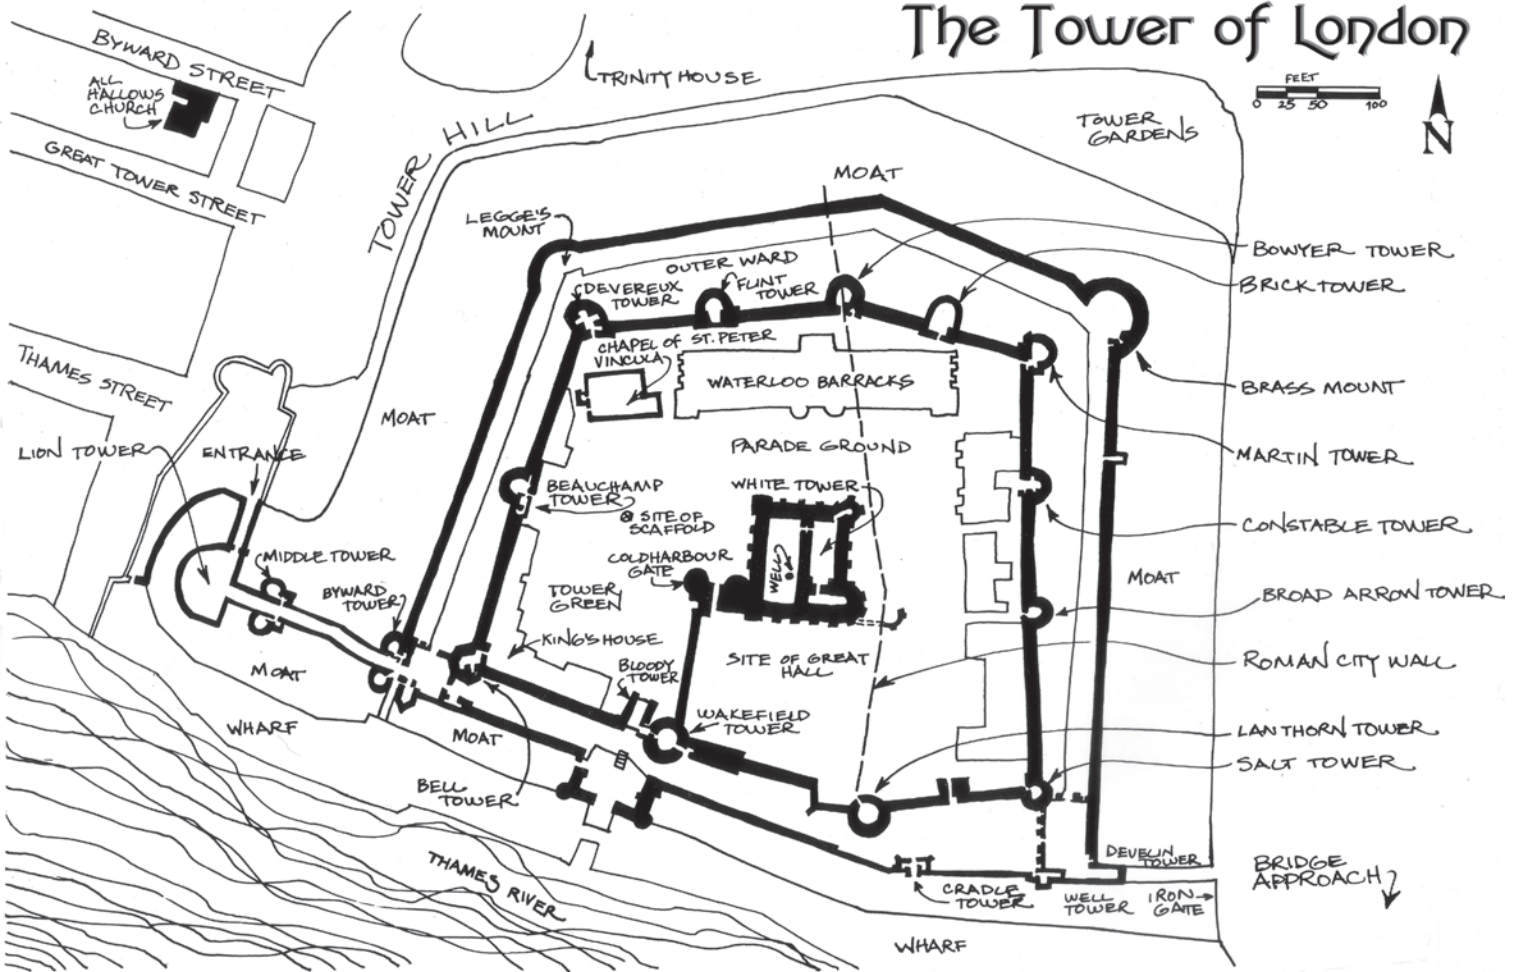 The Tower of London
FEET
0 25 50 100
N
BYWARD STREET
ALL
HALLOWS
CHURCH
GREAT TOWER STREET
TOWER HILL
TRINITY HOUSE
TOWER
GARDENS
MOAT
LEGGE'S
MOUNT
OUTER WARD
DEVEREUX
TOWER
FLINT
TOWER
BOWYER TOWER
BRICK TOWER
CHAPEL OF ST. PETER
VINCULA
WATERLOO BARRACKS
BRASS MOUNT
THAMES STREET
MOAT
LION TOWER
ENTRANCE
PARADE GROUND
MARTIN TOWER
BEAUCHAMP
TOWER
WHITE TOWER
⊗ SITE OF
SCAFFOLD
CONSTABLE TOWER
MIDDLE TOWER
COLDHARBOUR
GATE
WELL
MOAT
BYWARD
TOWER
TOWER
GREEN
BROAD ARRON TOWER
KING'S HOUSE
BLOODY
TOWER
SITE OF GREAT
HALL
ROMAN CITY WALL
MOAT
WHARF
MOAT
WAKEFIELD
TOWER
LANTHORN TOWER
SALT TOWER
BELL
TOWER
THAMES RIVER
DEVELIN
TOWER
BRIDGE
APPROACH
CRADLE
TOWER
WELL
TOWER
IRON
GATE
WHARF